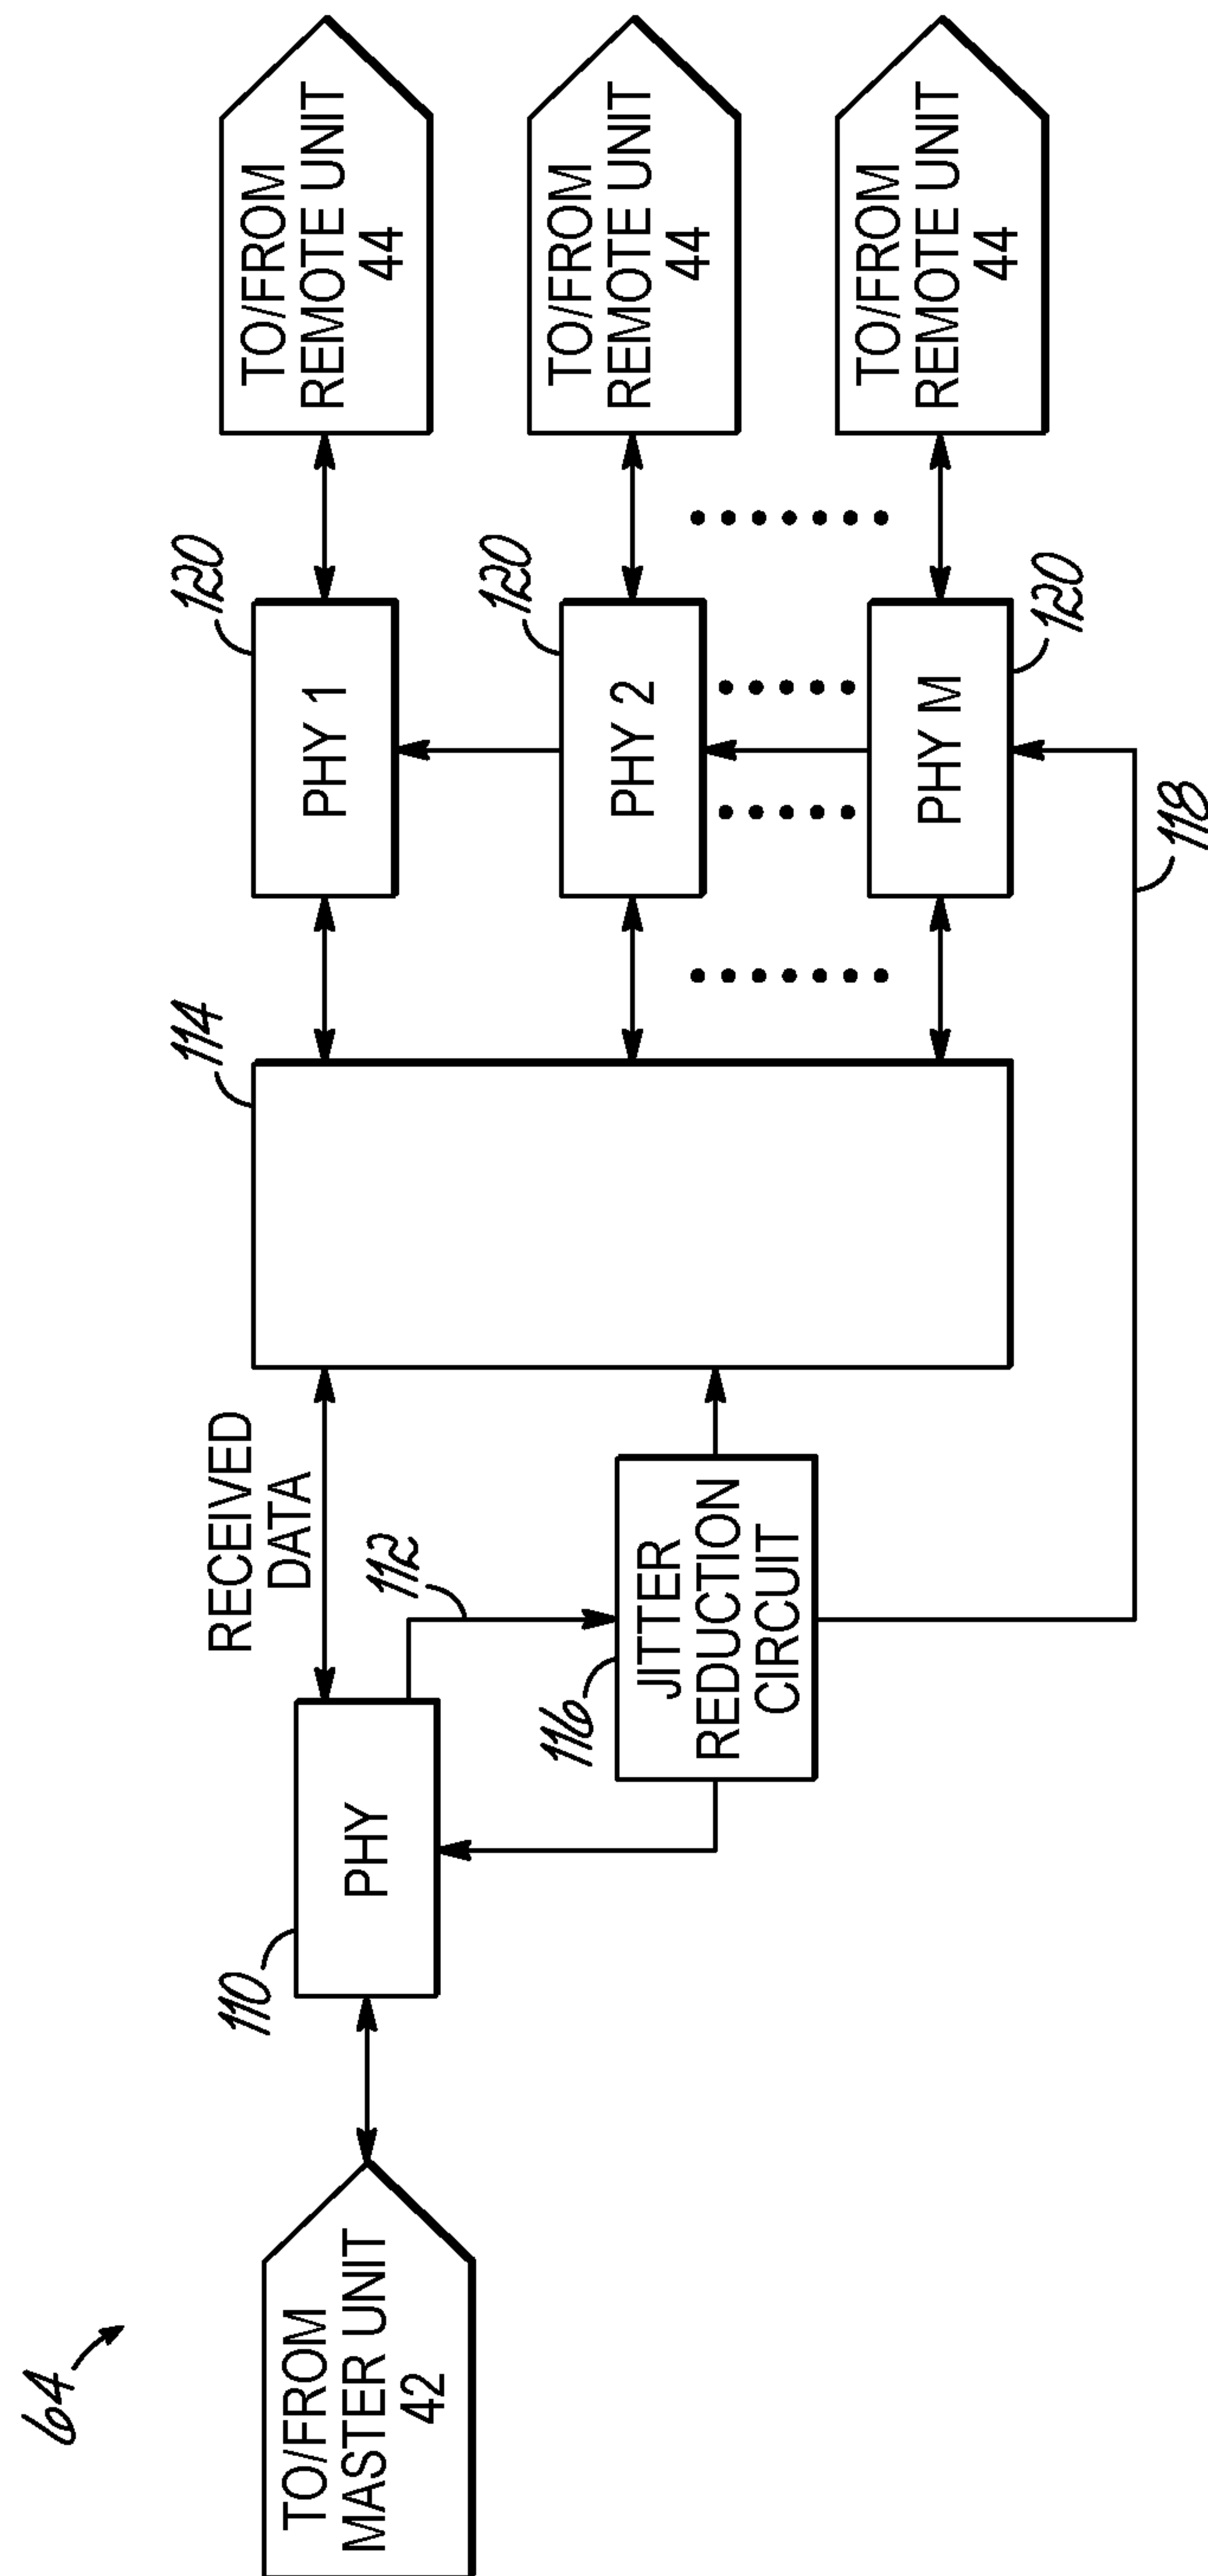 64
TO/FROM
MASTER UNIT
42
110
PHY
RECEIVED
DATA
112
116
JITTER
REDUCTION
CIRCUIT
114
120
PHY 1
TO/FROM
REMOTE UNIT
44
120
PHY 2
TO/FROM
REMOTE UNIT
44
PHY M
120
TO/FROM
REMOTE UNIT
44
118